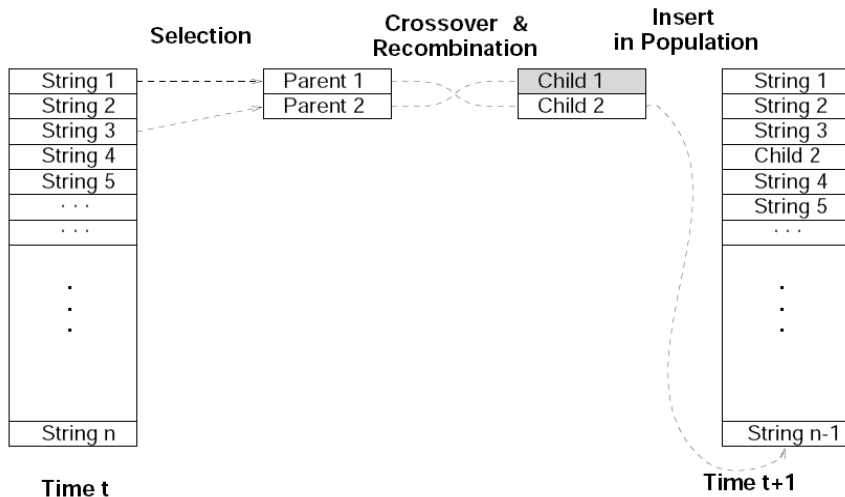 Selection
Crossover &
Recombination
Insert
in Population
String 1
String 2
String 3
String 4
String 5
. . .
. . .
String n
Time t
Parent 1
Parent 2
Child 1
Child 2
String 1
String 2
String 3
Child 2
String 4
String 5
. . .
String n-1
Time t+1